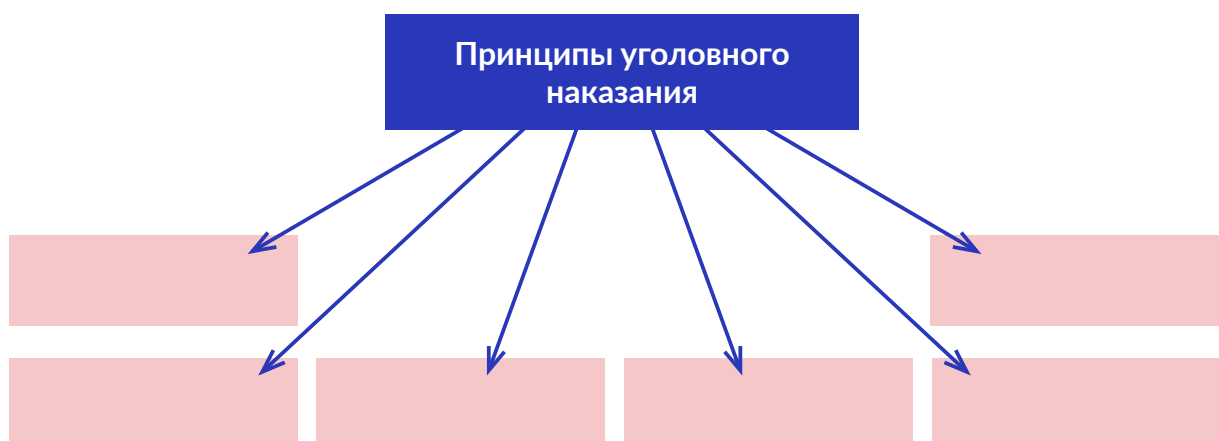 Принципы уголовного
наказания